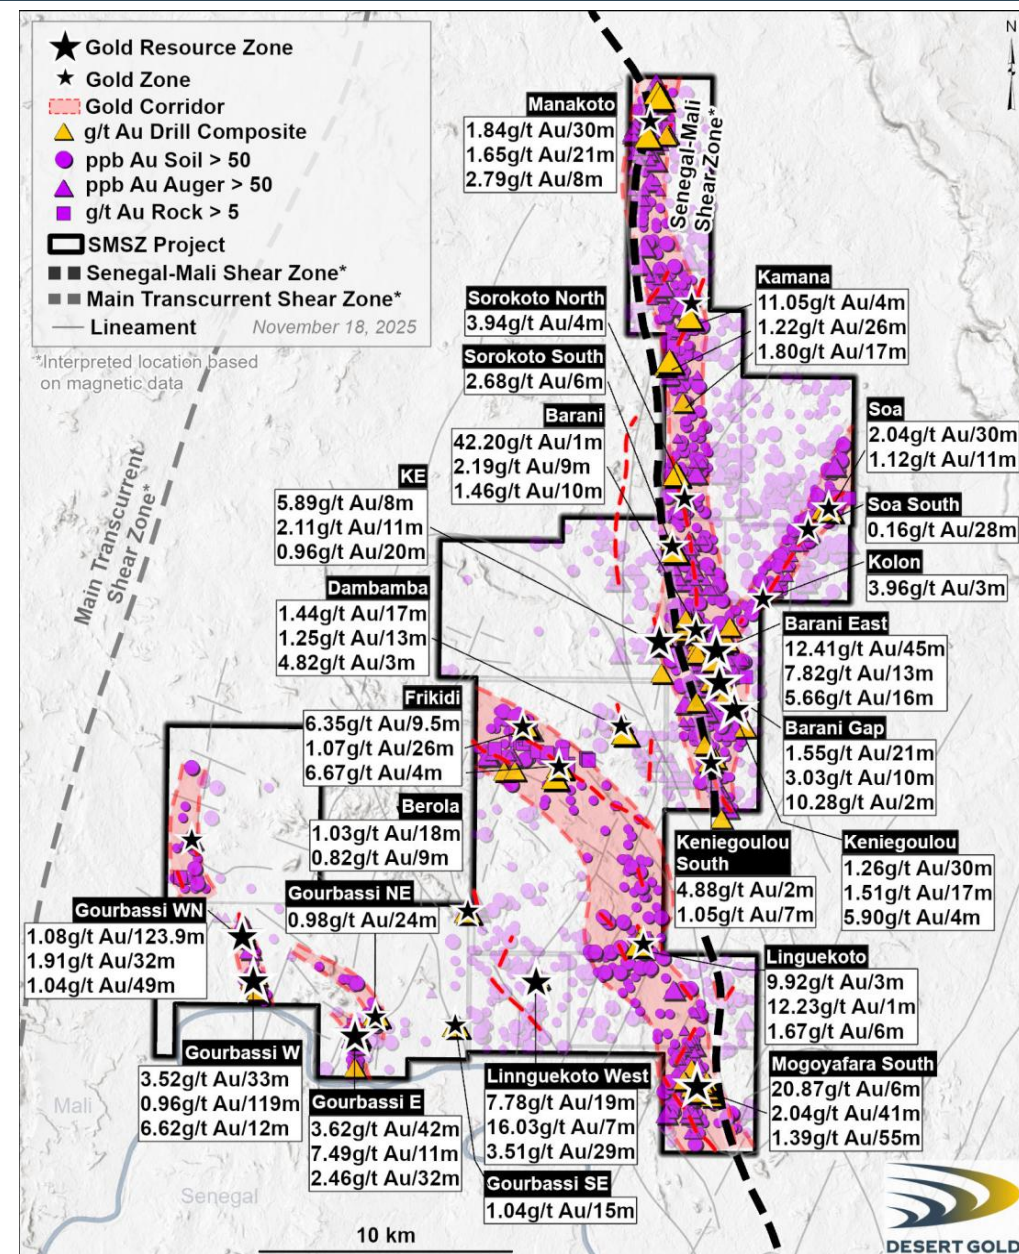 Gold Resource Zone
Gold Zone
Gold Corridor
g/t Au Drill Composite
ppb Au Soil > 50
ppb Au Auger > 50
g/t Au Rock > 5
SMSZ Project
Senegal-Mali Shear Zone*
Main Transcurrent Shear Zone*
Lineament
November 18, 2025
*Interpreted location based
on magnetic data
N
Manakoto
1.84g/t Au/30m
1.65g/t Au/21m
2.79g/t Au/8m
Senegal-Mali
Shear Zone*
Kamana
11.05g/t Au/4m
1.22g/t Au/26m
1.80g/t Au/17m
Sorokoto North
3.94g/t Au/4m
Sorokoto South
2.68g/t Au/6m
Barani
42.20g/t Au/1m
2.19g/t Au/9m
1.46g/t Au/10m
Soa
2.04g/t Au/30m
1.12g/t Au/11m
Soa South
0.16g/t Au/28m
Kolon
3.96g/t Au/3m
KE
5.89g/t Au/8m
2.11g/t Au/11m
0.96g/t Au/20m
Main Transcurrent
Shear Zone*
Dambamba
1.44g/t Au/17m
1.25g/t Au/13m
4.82g/t Au/3m
Barani East
12.41g/t Au/45m
7.82g/t Au/13m
5.66g/t Au/16m
Frikidi
6.35g/t Au/9.5m
1.07g/t Au/26m
6.67g/t Au/4m
Barani Gap
1.55g/t Au/21m
3.03g/t Au/10m
10.28g/t Au/2m
Berola
1.03g/t Au/18m
0.82g/t Au/9m
Keniegoulou
South
4.88g/t Au/2m
1.05g/t Au/7m
Keniegoulou
1.26g/t Au/30m
1.51g/t Au/17m
5.90g/t Au/4m
Gourbassi NE
0.98g/t Au/24m
Gourbassi WN
1.08g/t Au/123.9m
1.91g/t Au/32m
1.04g/t Au/49m
Linguekoto
9.92g/t Au/3m
12.23g/t Au/1m
1.67g/t Au/6m
Gourbassi W
3.52g/t Au/33m
0.96g/t Au/119m
6.62g/t Au/12m
Gourbassi E
3.62g/t Au/42m
7.49g/t Au/11m
2.46g/t Au/32m
Linnguekoto West
7.78g/t Au/19m
16.03g/t Au/7m
3.51g/t Au/29m
Mogoyafara South
20.87g/t Au/6m
2.04g/t Au/41m
1.39g/t Au/55m
Gourbassi SE
1.04g/t Au/15m
Mali
Senegal
10 km
DESERT GOLD